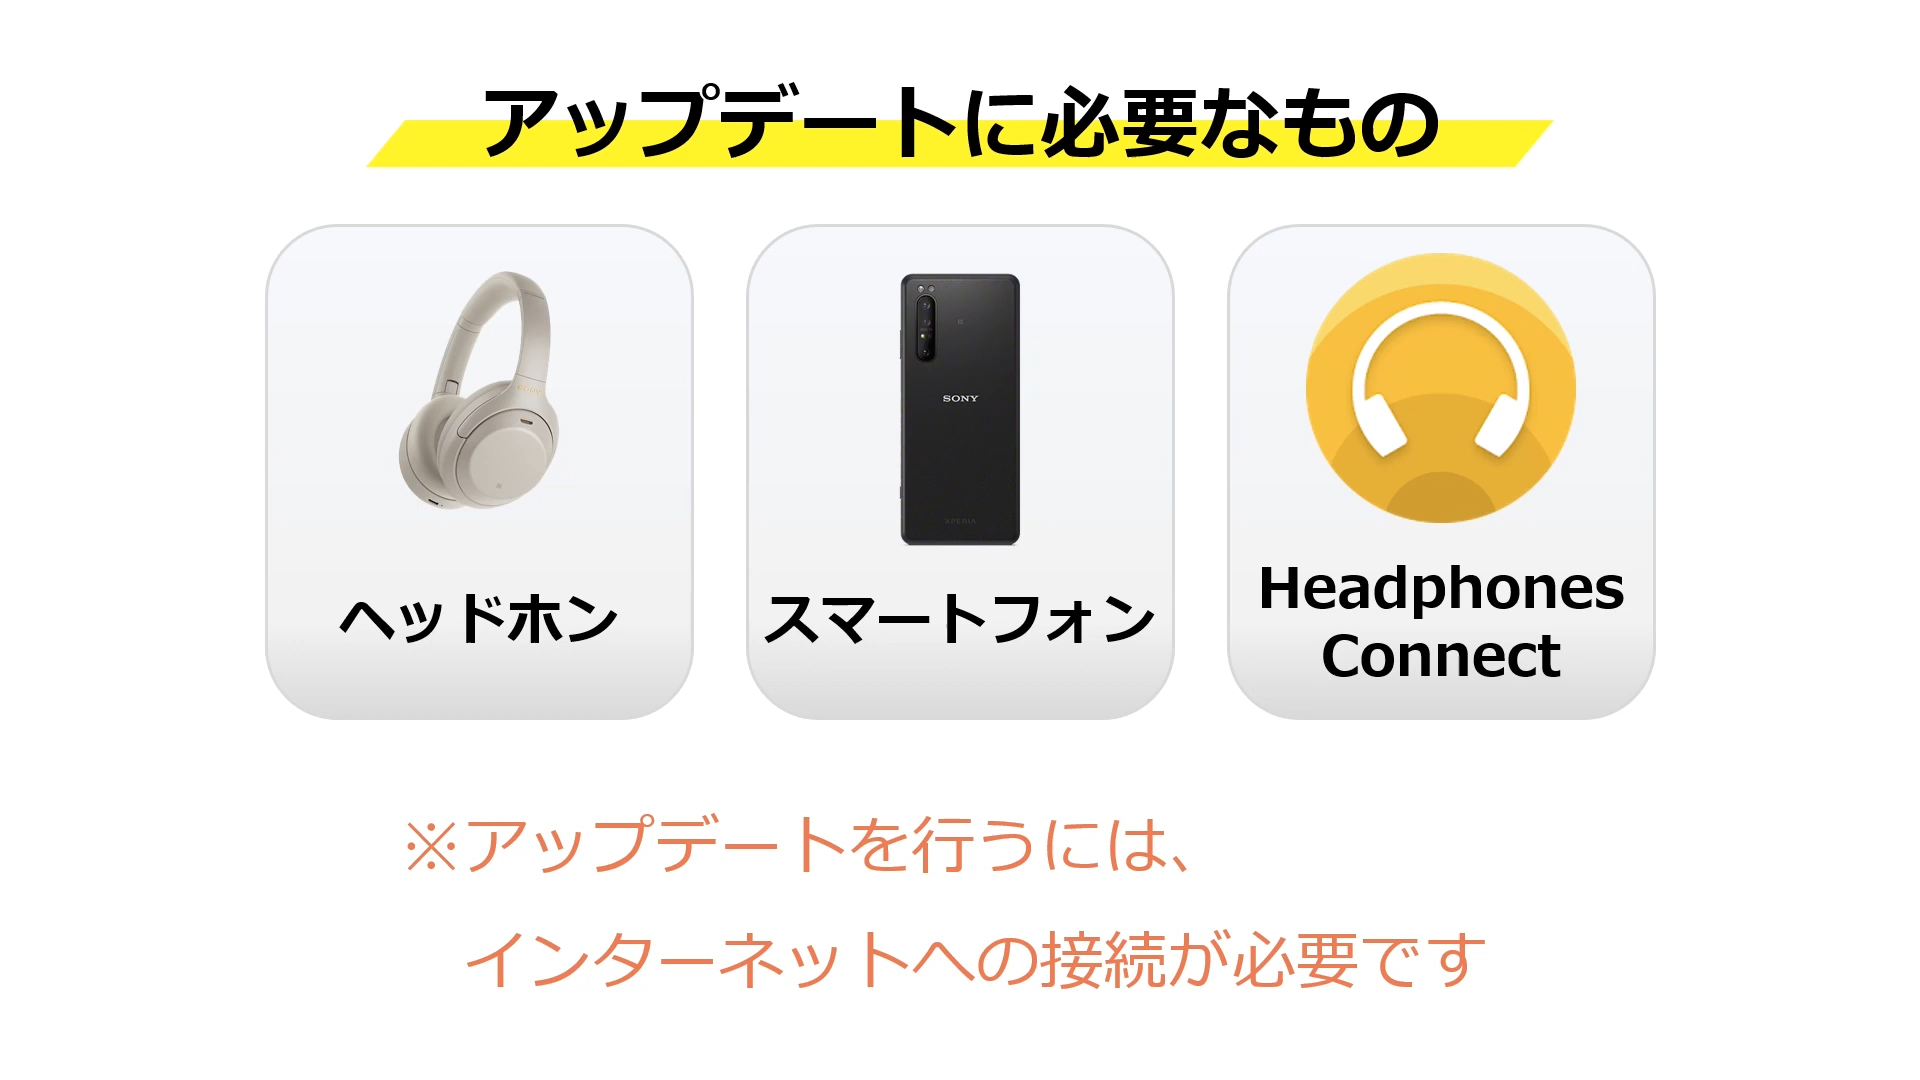 アップデートに必要なもの
SONY
SONY
XPERIA
ヘッドホン
スマートフォン
Headphones
Connect
※アップデートを行うには、
インターネットへの接続が必要です